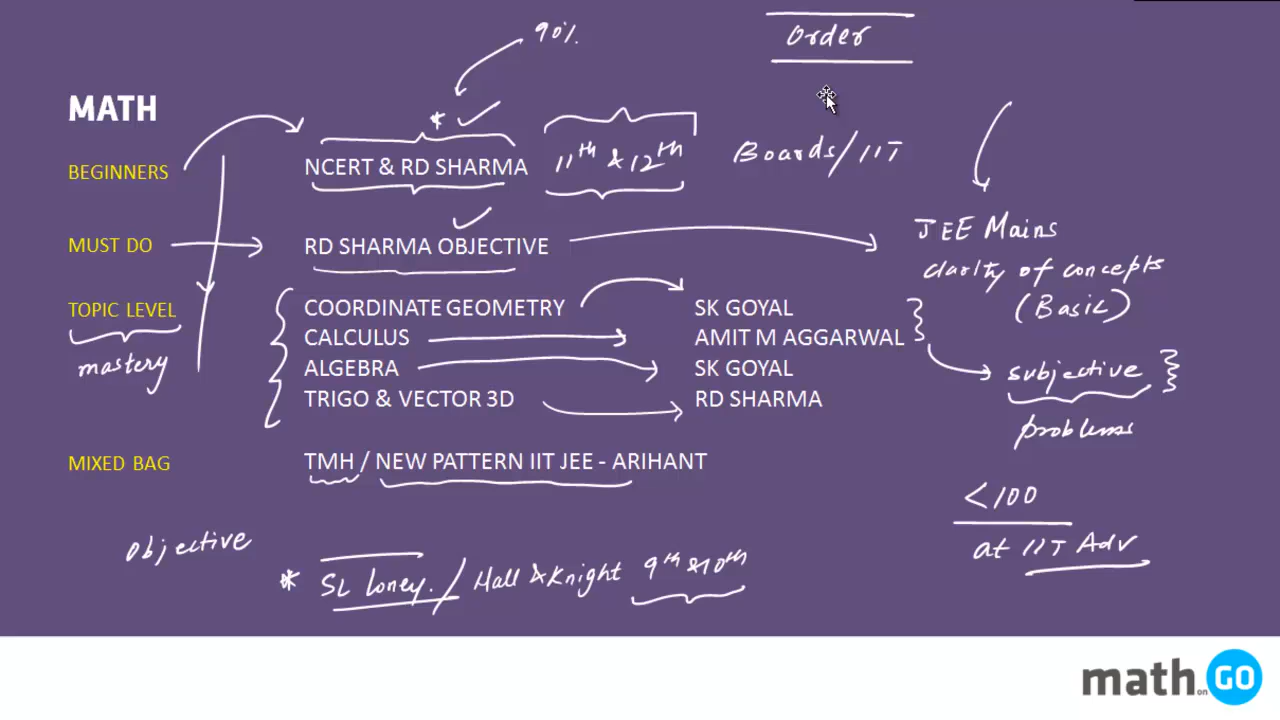 90%
Order
MATH
BEGINNERS NCERT & RD SHARMA 11th & 12th Boards/IIT
MUST DO RD SHARMA OBJECTIVE JEE Mains
clarity of concepts
(Basic)
TOPIC LEVEL COORDINATE GEOMETRY SK GOYAL
CALCULUS AMIT M AGGARWAL
mastery ALGEBRA SK GOYAL subjective
TRIGO & VECTOR 3D RD SHARMA
problems
MIXED BAG TMH / NEW PATTERN IIT JEE - ARIHANT
<100
at IIT Adv
Objective
* SL Loney. / Hall & Knight 9th & 10th
math on GO